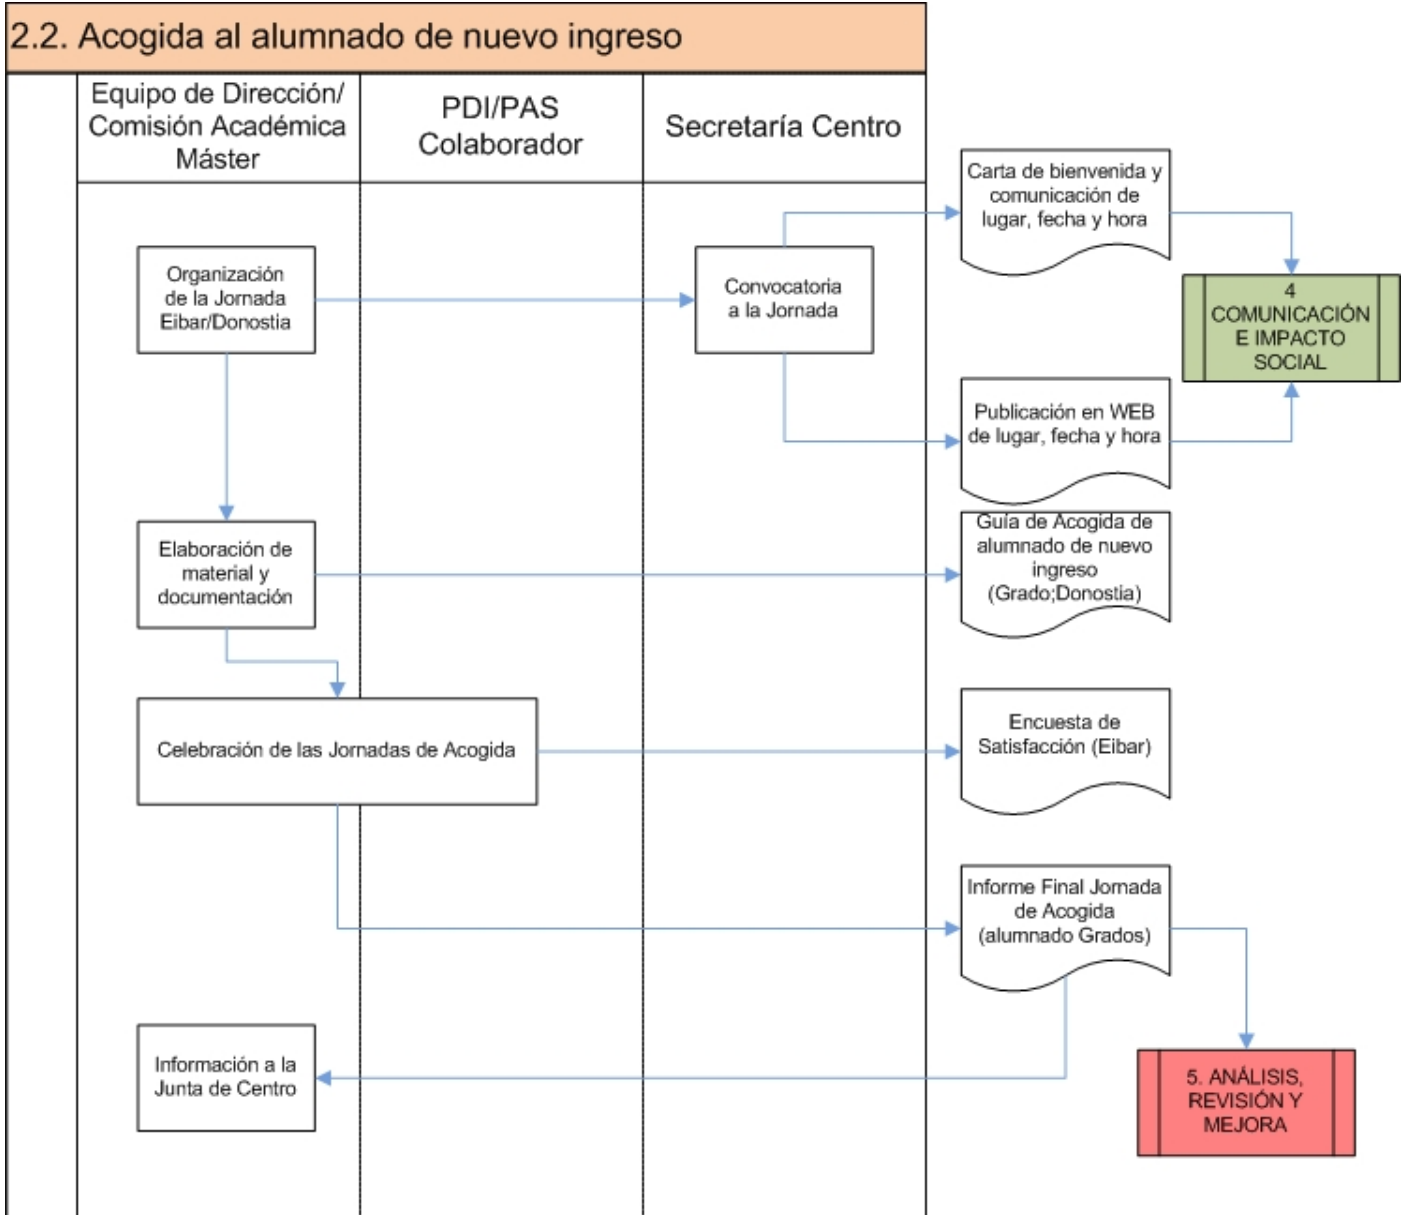 2.2. Acogida al alumnado de nuevo ingreso
Equipo de Dirección/
Comisión Académica
Máster
PDI/PAS
Colaborador
Secretaría Centro
Carta de bienvenida y
comunicación de
lugar, fecha y hora
Organización
de la Jornada
Eibar/Donostia
Convocatoria
a la Jornada
4
COMUNICACIÓN
E IMPACTO
SOCIAL
Publicación en WEB
de lugar, fecha y hora
Elaboración de
material y
documentación
Guía de Acogida de
alumnado de nuevo
ingreso
(Grado;Donostia)
Celebración de las Jornadas de Acogida
Encuesta de
Satisfacción (Eibar)
Informe Final Jornada
de Acogida
(alumnado Grados)
Información a la
Junta de Centro
5. ANÁLISIS,
REVISIÓN Y
MEJORA